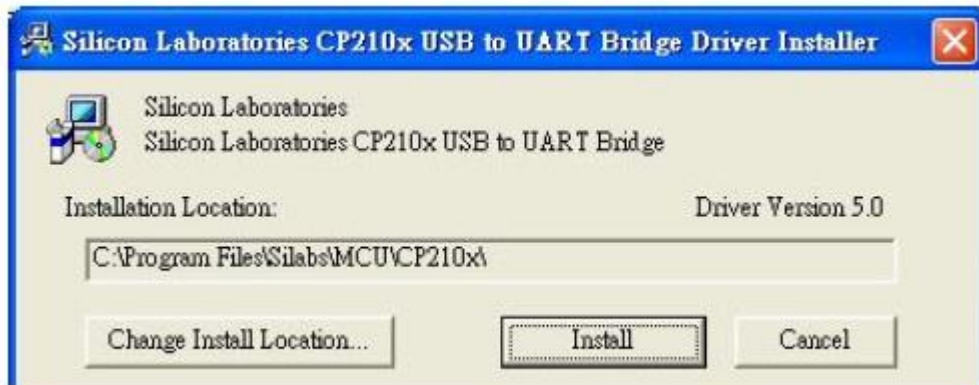 Silicon Laboratories CP210x USB to UART Bridge Driver Installer
Silicon Laboratories
Silicon Laboratories CP210x USB to UART Bridge
Installation Location:
Driver Version 5.0
C:\Program Files\Silabs\MCU\CP210x\
Change Install Location...
Install
Cancel